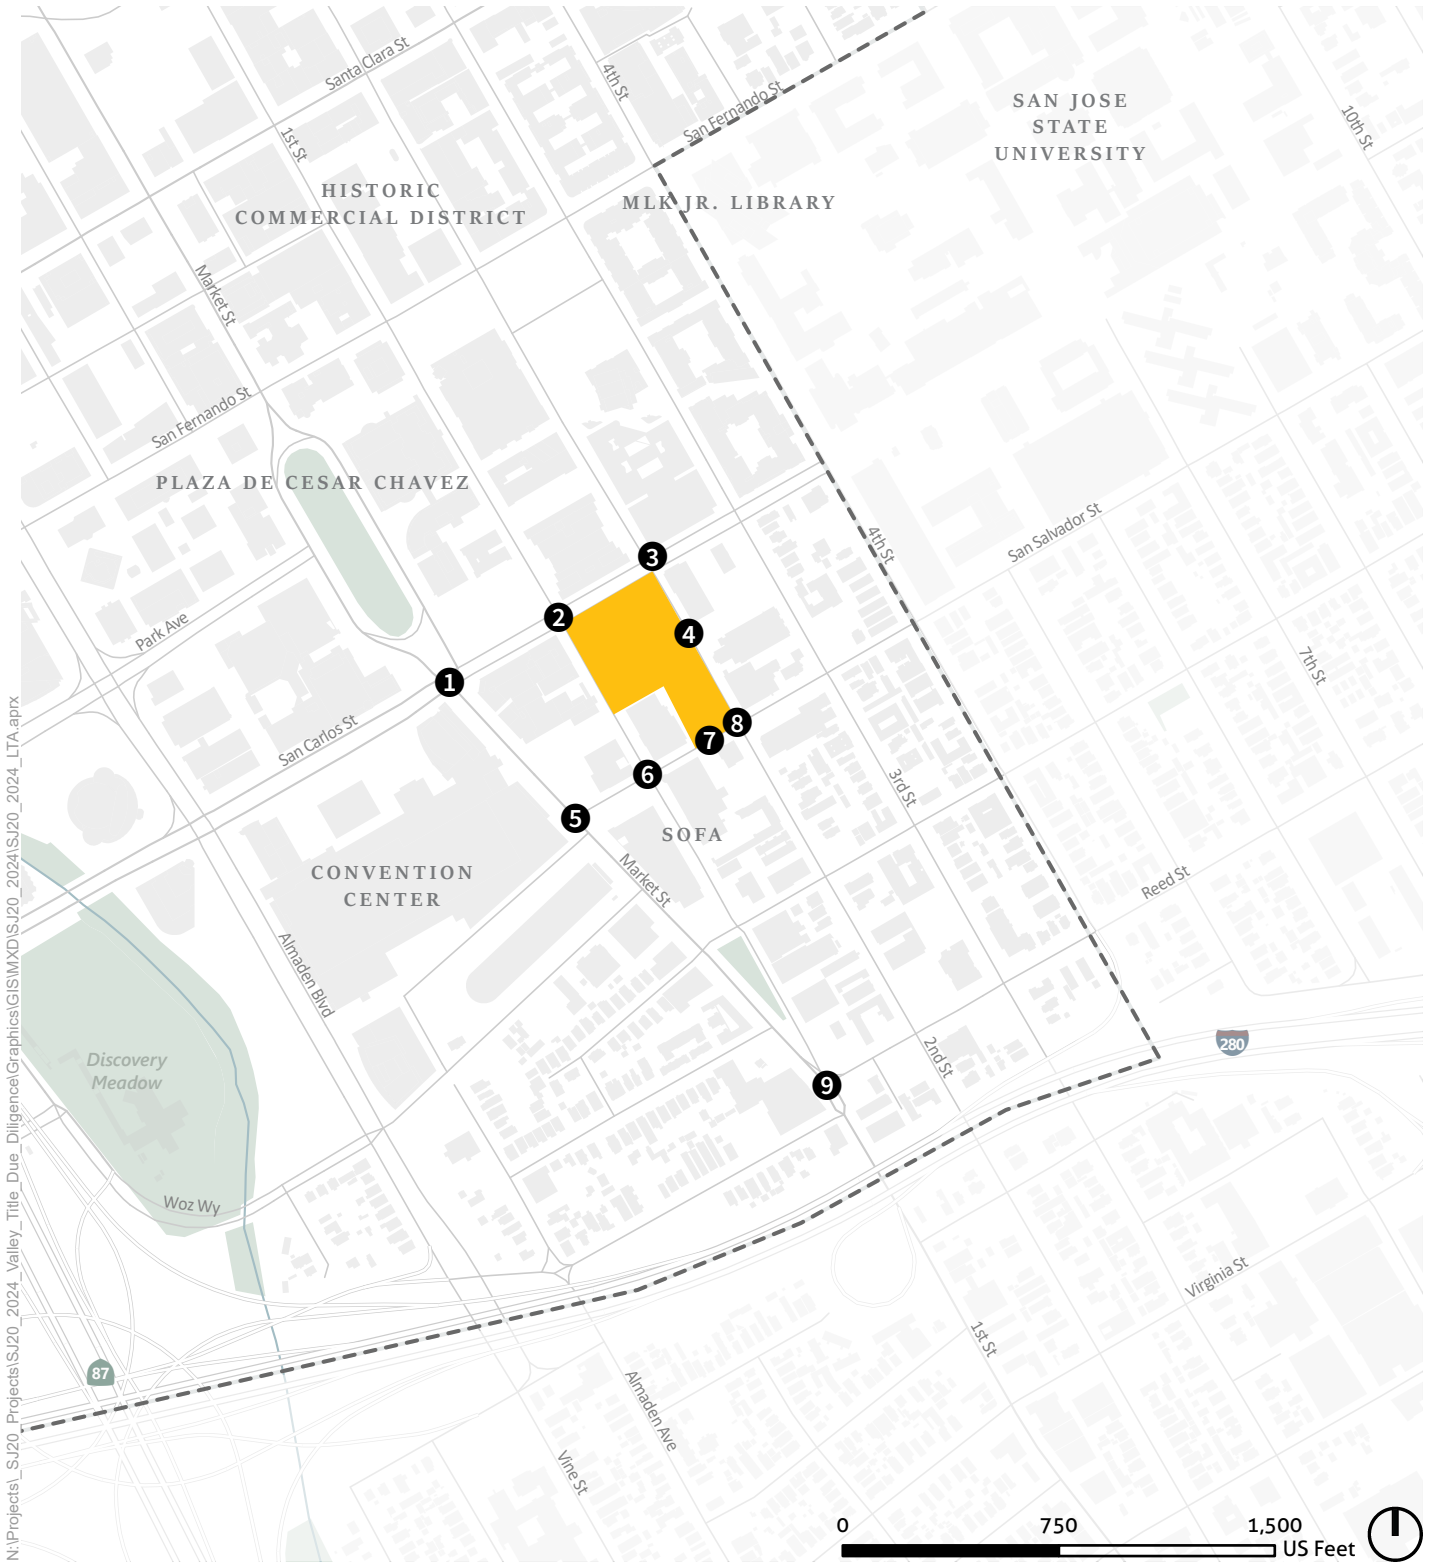 Santa Clara St
4th St
San Fernando St
SAN JOSE
STATE
UNIVERSITY
10th St
1st St
HISTORIC
COMMERCIAL DISTRICT
MLK JR. LIBRARY
Market St
San Fernando St
PLAZA DE CESAR CHAVEZ
4th St
San Salvador St
3
2
4
Park Ave
1
7th St
San Carlos St
8
7
6
5
3rd St
SOFA
CONVENTION
CENTER
Market St
Reed St
Almaden Blvd
Discovery
Meadow
2nd St
280
9
Woz Wy
Virginia St
1st St
87
Almaden Ave
Vine St
0 750 1,500
US Feet
N:\Projects\_SJ20_Projects\SJ20_2024_Valley_Title_Due_Diligence\Graphics\GIS\MXD\SJ20_2024\SJ20_2024_LTA.aprx